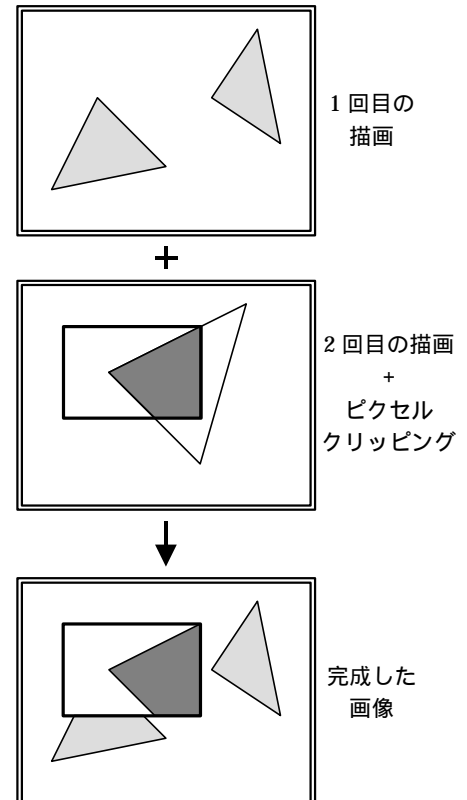 1 回目の
描画
2 回目の描画
+
ピクセル
クリッピング
完成した
画像